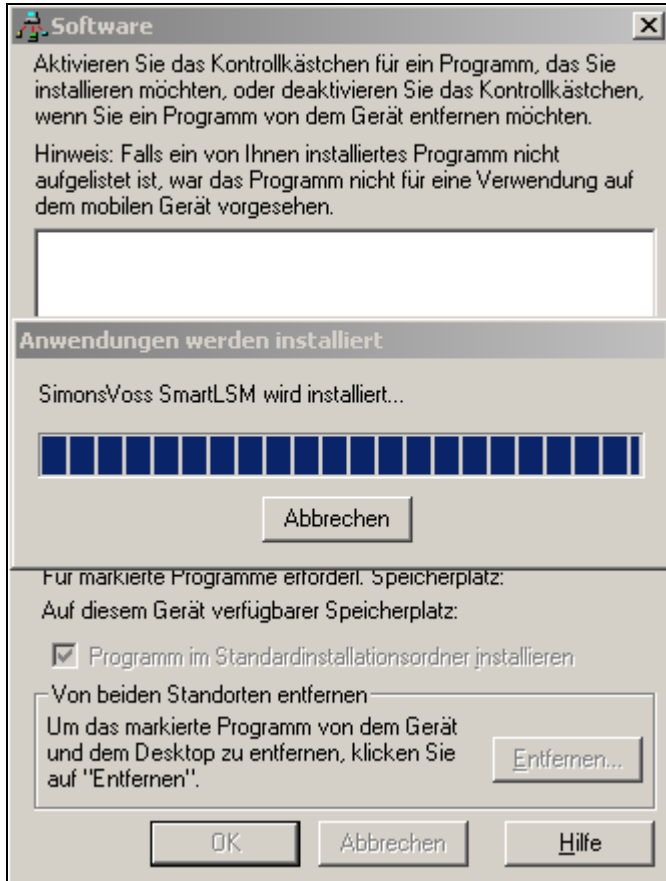 Software
Aktivieren Sie das Kontrollkästchen für ein Programm, das Sie
installieren möchten, oder deaktivieren Sie das Kontrollkästchen,
wenn Sie ein Programm von dem Gerät entfernen möchten.
Hinweis: Falls ein von Ihnen installiertes Programm nicht
aufgelistet ist, war das Programm nicht für eine Verwendung auf
dem mobilen Gerät vorgesehen.
Anwendungen werden installiert
SimonsVoss SmartLSM wird installiert...
Abbrechen
Für markierte Programme erforderl. Speicherplatz:
Auf diesem Gerät verfügbarer Speicherplatz:
Programm im Standardinstallationsordner installieren
Von beiden Standorten entfernen
Um das markierte Programm von dem Gerät
und dem Desktop zu entfernen, klicken Sie
auf "Entfernen".
Entfernen...
OK
Abbrechen
Hilfe